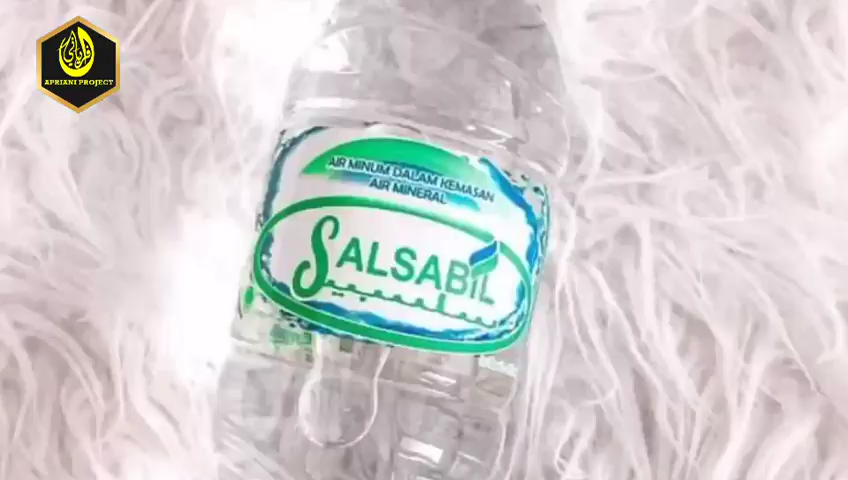 APRIANI PROJECT
AIR MINUM DALAM KEMASAN
AIR MINERAL
SALSABIL